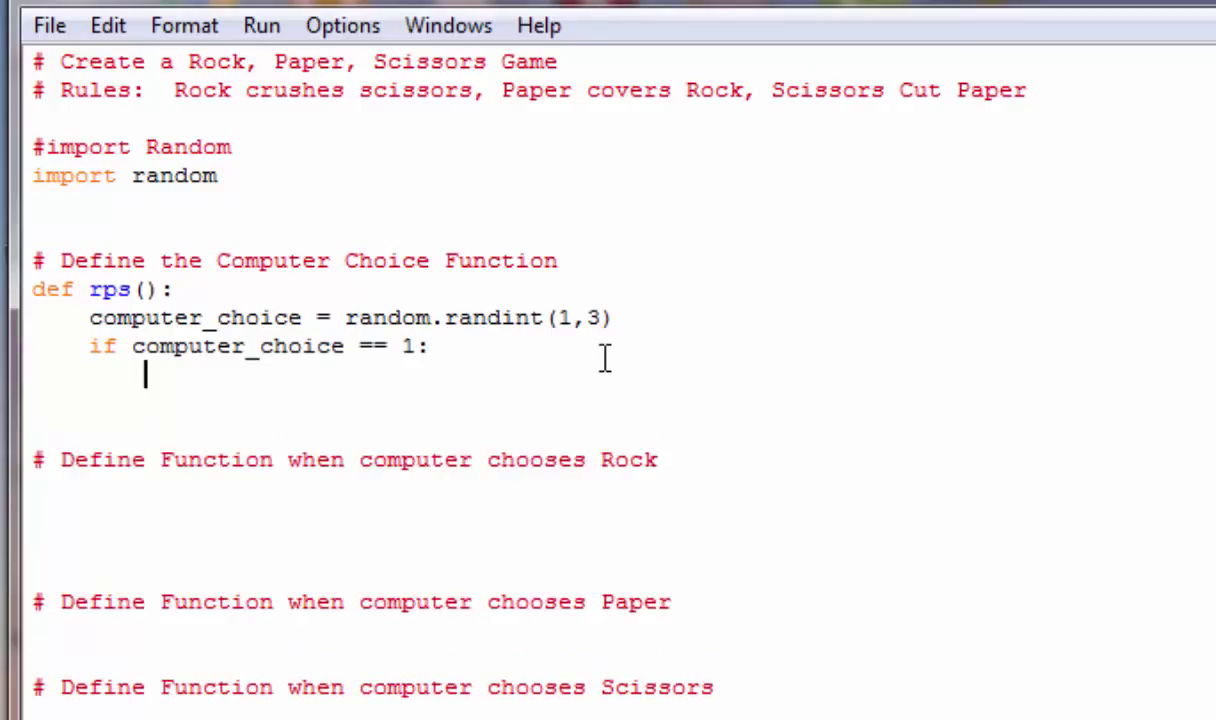 File Edit Format Run Options Windows Help
# Create a Rock, Paper, Scissors Game
# Rules:  Rock crushes scissors, Paper covers Rock, Scissors Cut Paper
#import Random
import random
# Define the Computer Choice Function
def rps():
    computer_choice = random.randint(1,3)
    if computer_choice == 1:
# Define Function when computer chooses Rock
# Define Function when computer chooses Paper
# Define Function when computer chooses Scissors